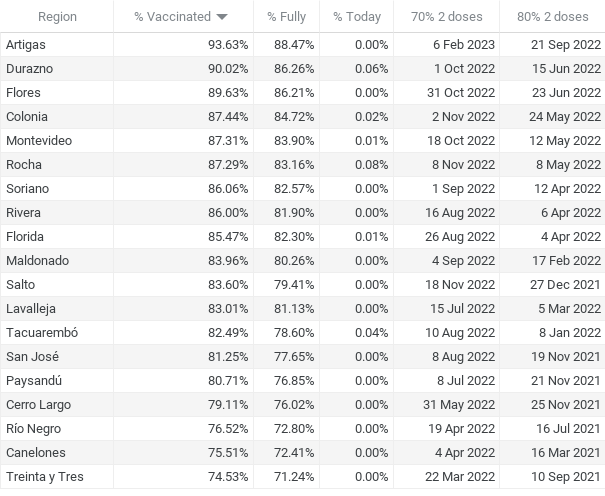 Region % Vaccinated % Fully % Today 70% 2 doses 80% 2 doses
Artigas 93.63% 88.47% 0.00% 6 Feb 2023 21 Sep 2022
Durazno 90.02% 86.26% 0.06% 1 Oct 2022 15 Jun 2022
Flores 89.63% 86.21% 0.00% 31 Oct 2022 23 Jun 2022
Colonia 87.44% 84.72% 0.02% 2 Nov 2022 24 May 2022
Montevideo 87.31% 83.90% 0.01% 18 Oct 2022 12 May 2022
Rocha 87.29% 83.16% 0.08% 8 Nov 2022 8 May 2022
Soriano 86.06% 82.57% 0.00% 1 Sep 2022 12 Apr 2022
Rivera 86.00% 81.90% 0.00% 16 Aug 2022 6 Apr 2022
Florida 85.47% 82.30% 0.01% 26 Aug 2022 4 Apr 2022
Maldonado 83.96% 80.26% 0.00% 4 Sep 2022 17 Feb 2022
Salto 83.60% 79.41% 0.00% 18 Nov 2022 27 Dec 2021
Lavalleja 83.01% 81.13% 0.00% 15 Jul 2022 5 Mar 2022
Tacuarembó 82.49% 78.60% 0.04% 10 Aug 2022 8 Jan 2022
San José 81.25% 77.65% 0.00% 8 Aug 2022 19 Nov 2021
Paysandú 80.71% 76.85% 0.00% 8 Jul 2022 21 Nov 2021
Cerro Largo 79.11% 76.02% 0.00% 31 May 2022 25 Nov 2021
Río Negro 76.52% 72.80% 0.00% 19 Apr 2022 16 Jul 2021
Canelones 75.51% 72.41% 0.00% 4 Apr 2022 16 Mar 2021
Treinta y Tres 74.53% 71.24% 0.00% 22 Mar 2022 10 Sep 2021